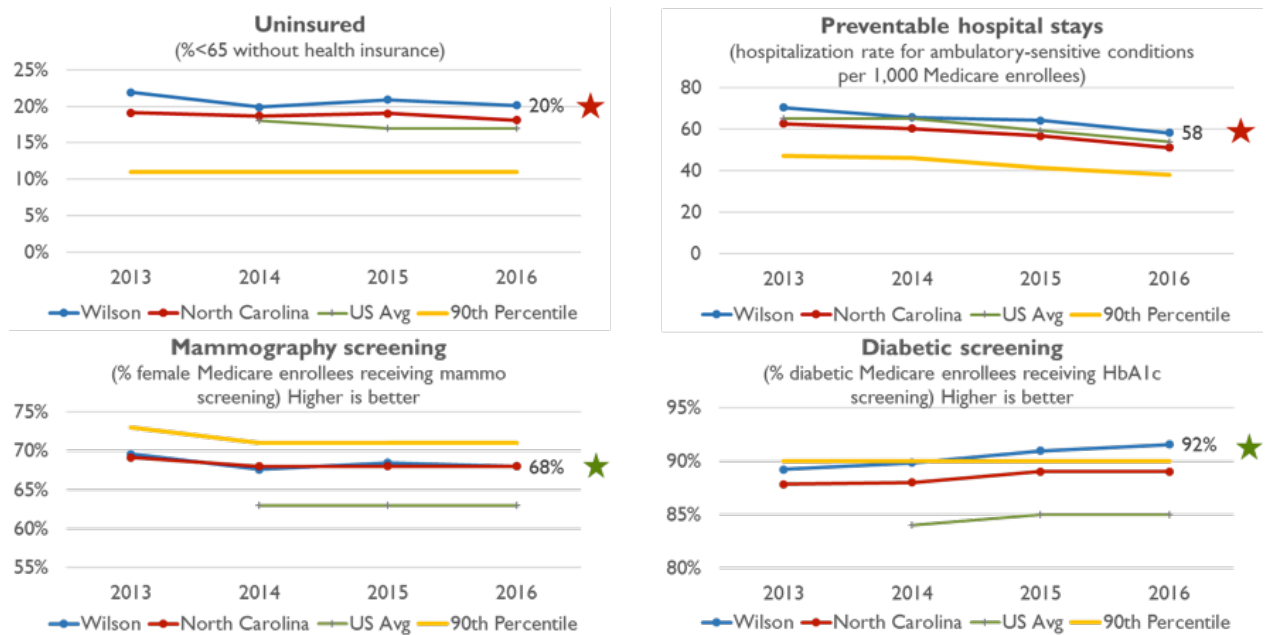 Uninsured
(%<65 without health insurance)
25%
20%
15%
10%
5%
0%
20%
2013 2014 2015 2016
Wilson North Carolina US Avg 90th Percentile
Preventable hospital stays
(hospitalization rate for ambulatory-sensitive conditions
per 1,000 Medicare enrollees)
80
60
40
20
0
58
2013 2014 2015 2016
Wilson North Carolina US Avg 90th Percentile
Mammography screening
(% female Medicare enrollees receiving mammo
screening) Higher is better
75%
70%
65%
60%
55%
68%
2013 2014 2015 2016
Wilson North Carolina US Avg 90th Percentile
Diabetic screening
(% diabetic Medicare enrollees receiving HbA1c
screening) Higher is better
95%
90%
85%
80%
92%
2013 2014 2015 2016
Wilson North Carolina US Avg 90th Percentile